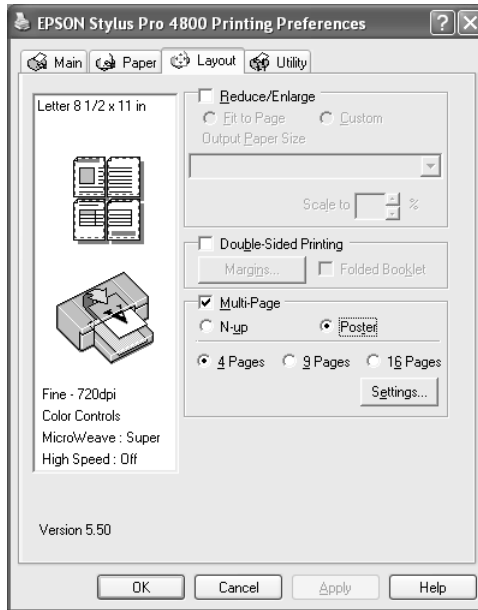 EPSON Stylus Pro 4800 Printing Preferences
Main Paper Layout Utility
Letter 8 1/2 x 11 in
Reduce/Enlarge
Fit to Page Custom
Output Paper Size
Scale to %
Double-Sided Printing
Margins... Folded Booklet
Multi-Page
N-up Poster
4 Pages 9 Pages 16 Pages
Settings...
Fine - 720dpi
Color Controls
MicroWeave : Super
High Speed : Off
Version 5.50
OK Cancel Apply Help